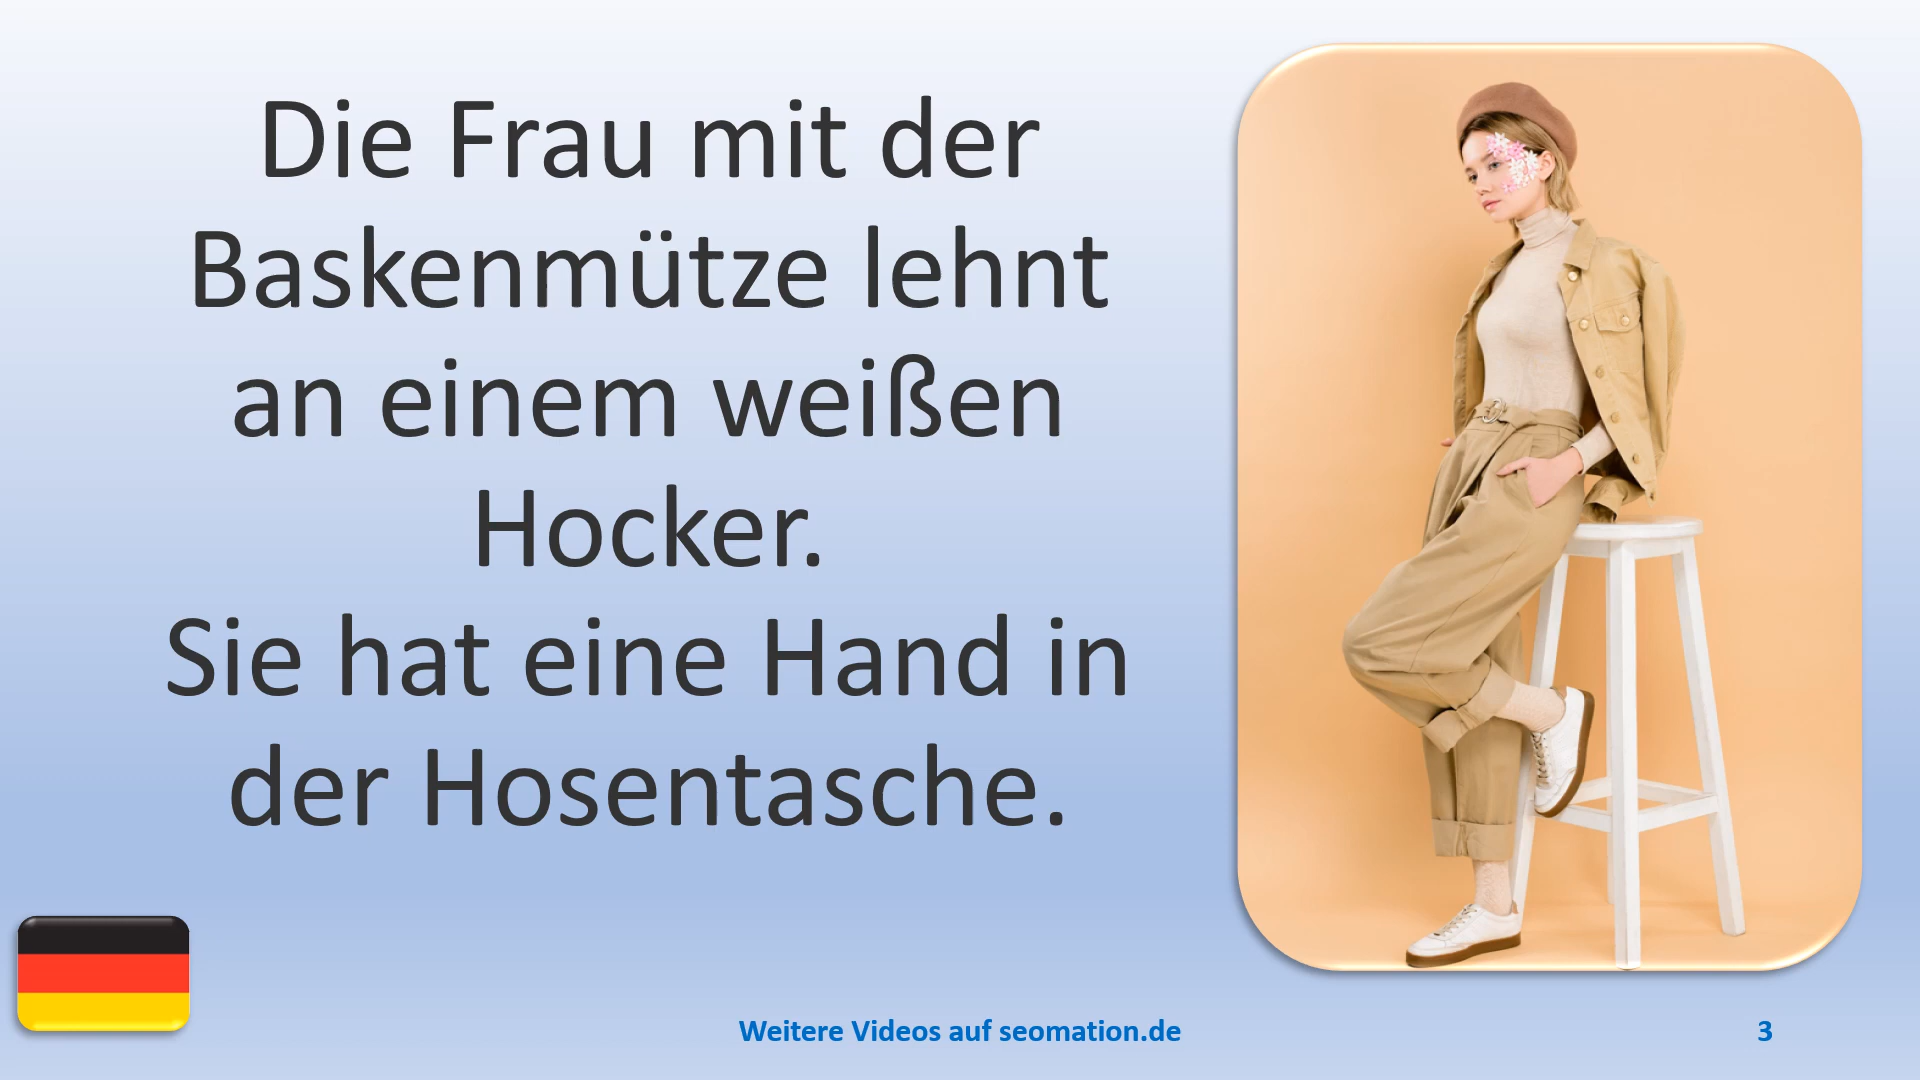 Die Frau mit der
Baskenmütze lehnt
an einem weißen
Hocker.
Sie hat eine Hand in
der Hosentasche.
Weitere Videos auf seomation.de
3